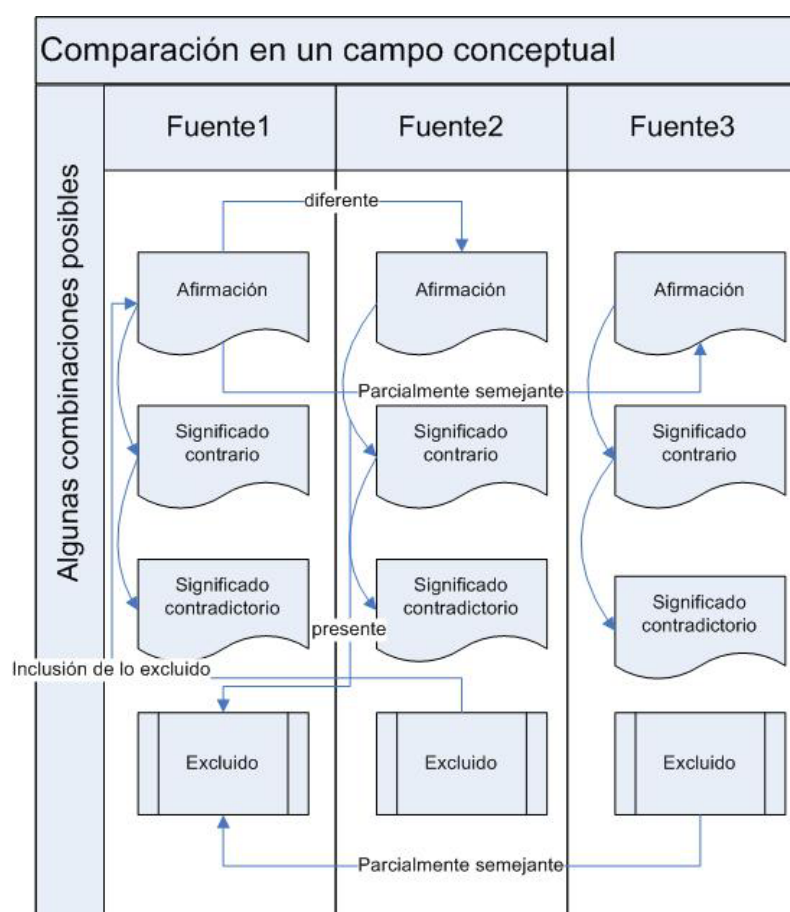 Comparación en un campo conceptual
Algunas combinaciones posibles
Fuente1
Fuente2
Fuente3
diferente
Afirmación
Afirmación
Afirmación
Parcialmente semejante
Significado
contrario
Significado
contrario
Significado
contrario
Significado
contradictorio
Significado
contradictorio
Significado
contradictorio
presente
Inclusión de lo excluido
Excluido
Excluido
Excluido
Parcialmente semejante